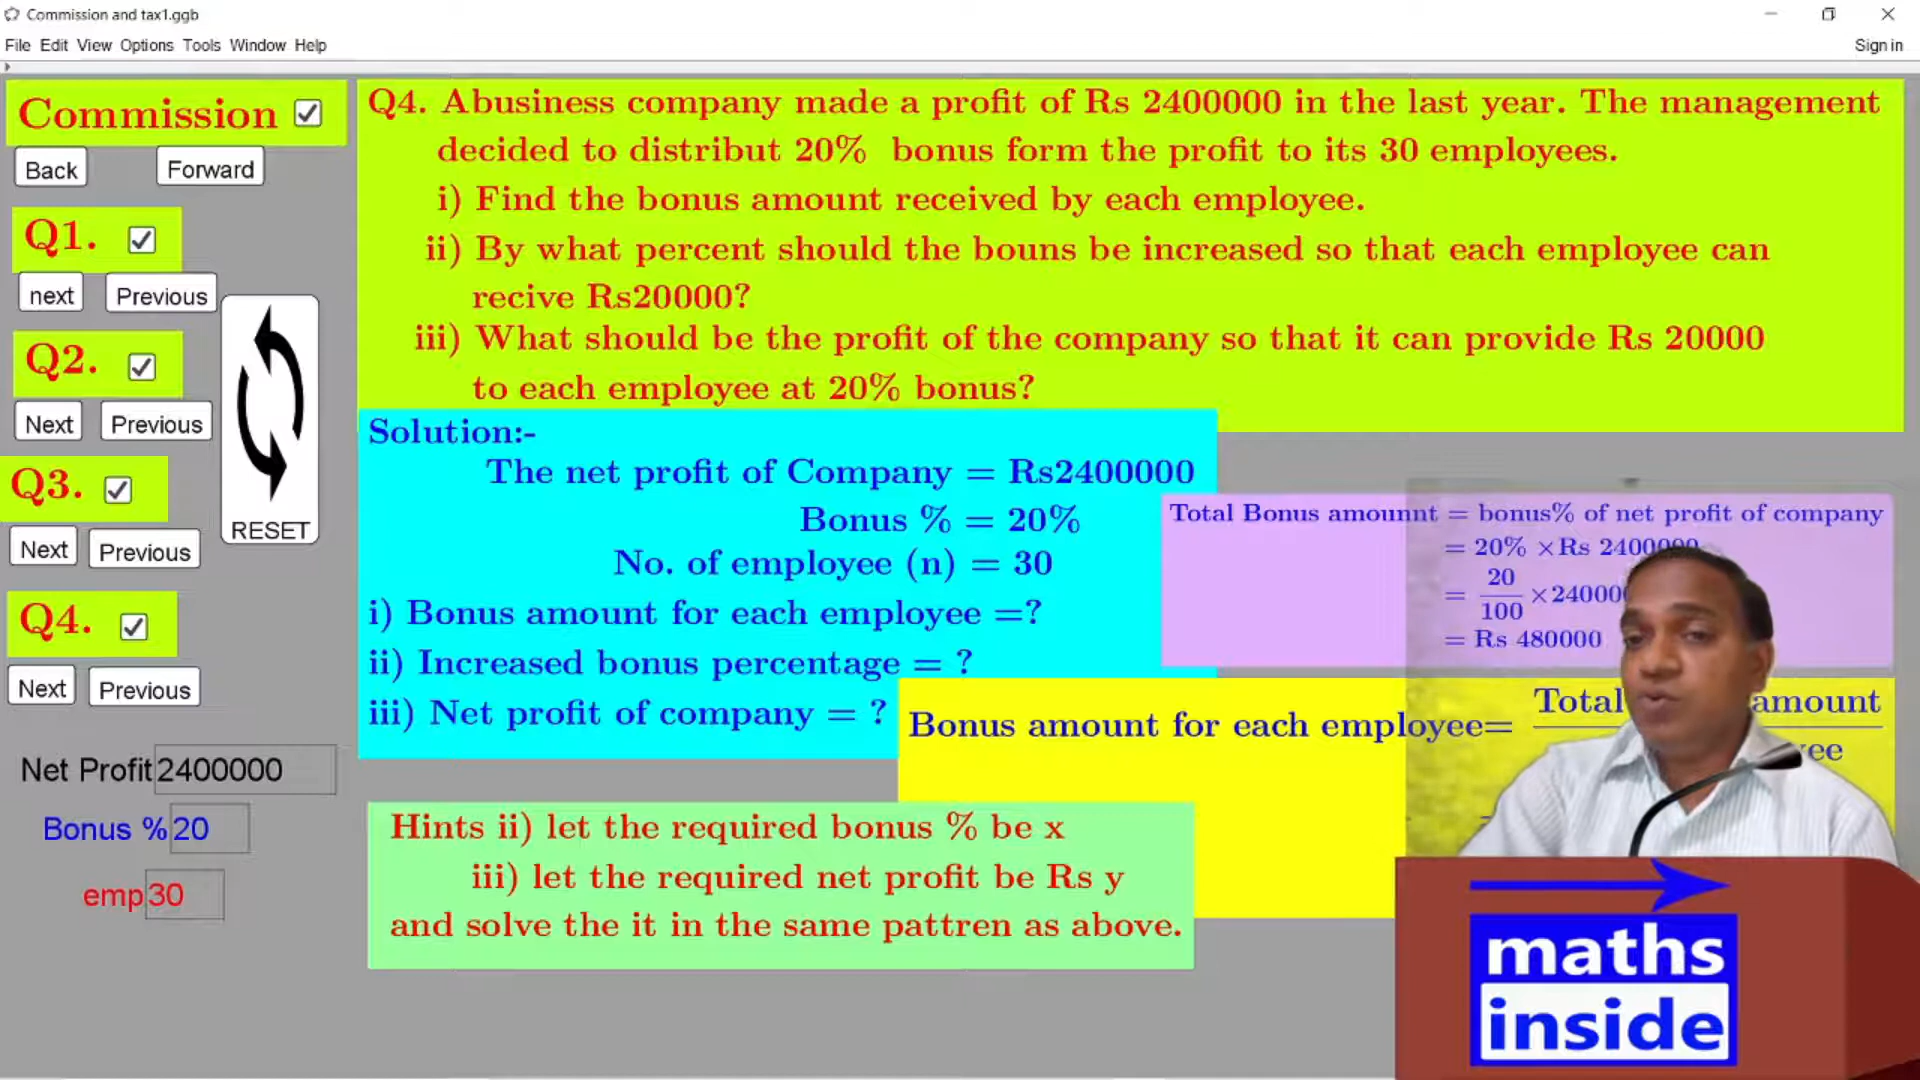 Commission and tax1.ggb
File Edit View Options Tools Window Help
Sign in
Commission
Back Forward
Q1.
next Previous
Q2.
Next Previous
Q3.
Next Previous
Q4.
Next Previous
RESET
Net Profit 2400000
Bonus % 20
emp 30
Q4. Abusiness company made a profit of Rs 2400000 in the last year. The management
decided to distribut 20% bonus form the profit to its 30 employees.
i) Find the bonus amount received by each employee.
ii) By what percent should the bouns be increased so that each employee can
recive Rs20000?
iii) What should be the profit of the company so that it can provide Rs 20000
to each employee at 20% bonus?
Solution:-
The net profit of Company = Rs2400000
Bonus % = 20%
No. of employee (n) = 30
i) Bonus amount for each employee =?
ii) Increased bonus percentage = ?
iii) Net profit of company = ?
Total Bonus amounnt = bonus% of net profit of company
= 20% ×Rs 2400000
= 20/100 ×24000
= Rs 480000
Bonus amount for each employee= Total amount
Hints ii) let the required bonus % be x
iii) let the required net profit be Rs y
and solve the it in the same pattren as above.
maths
inside